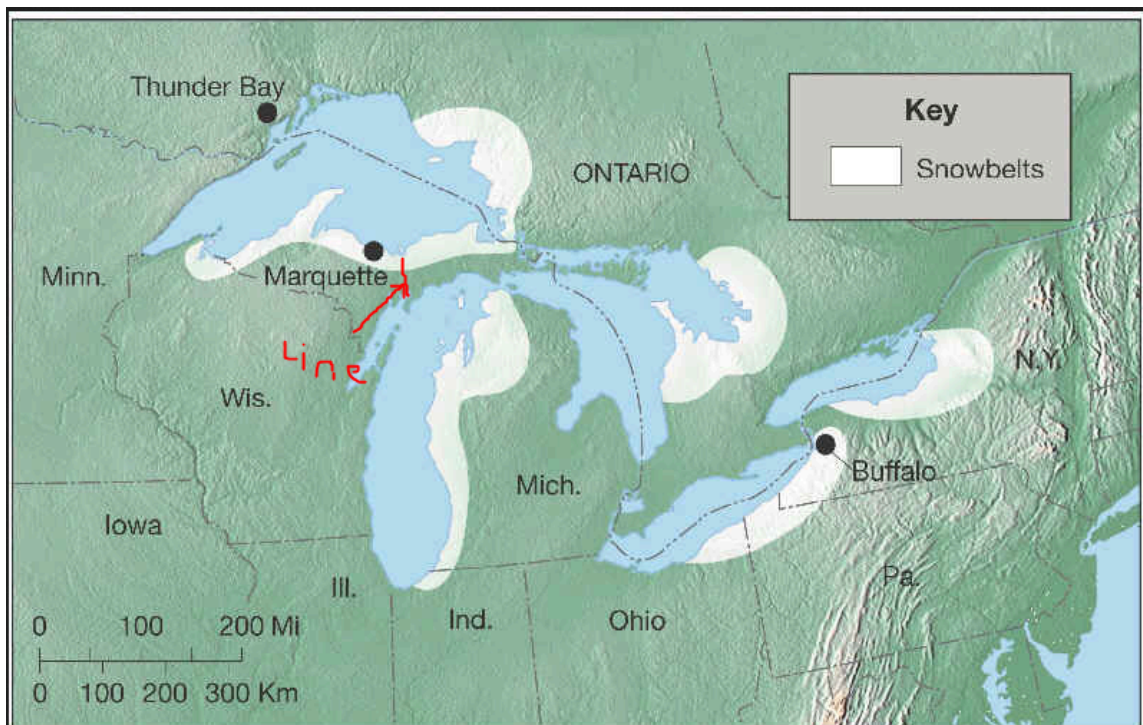 Thunder Bay
Key
Snowbelts
ONTARIO
Minn.
Marquette
Line
Wis.
N.Y.
Mich.
Buffalo
Iowa
Ill.
Ind.
Ohio
Pa.
0 100 200 Mi
0 100 200 300 Km